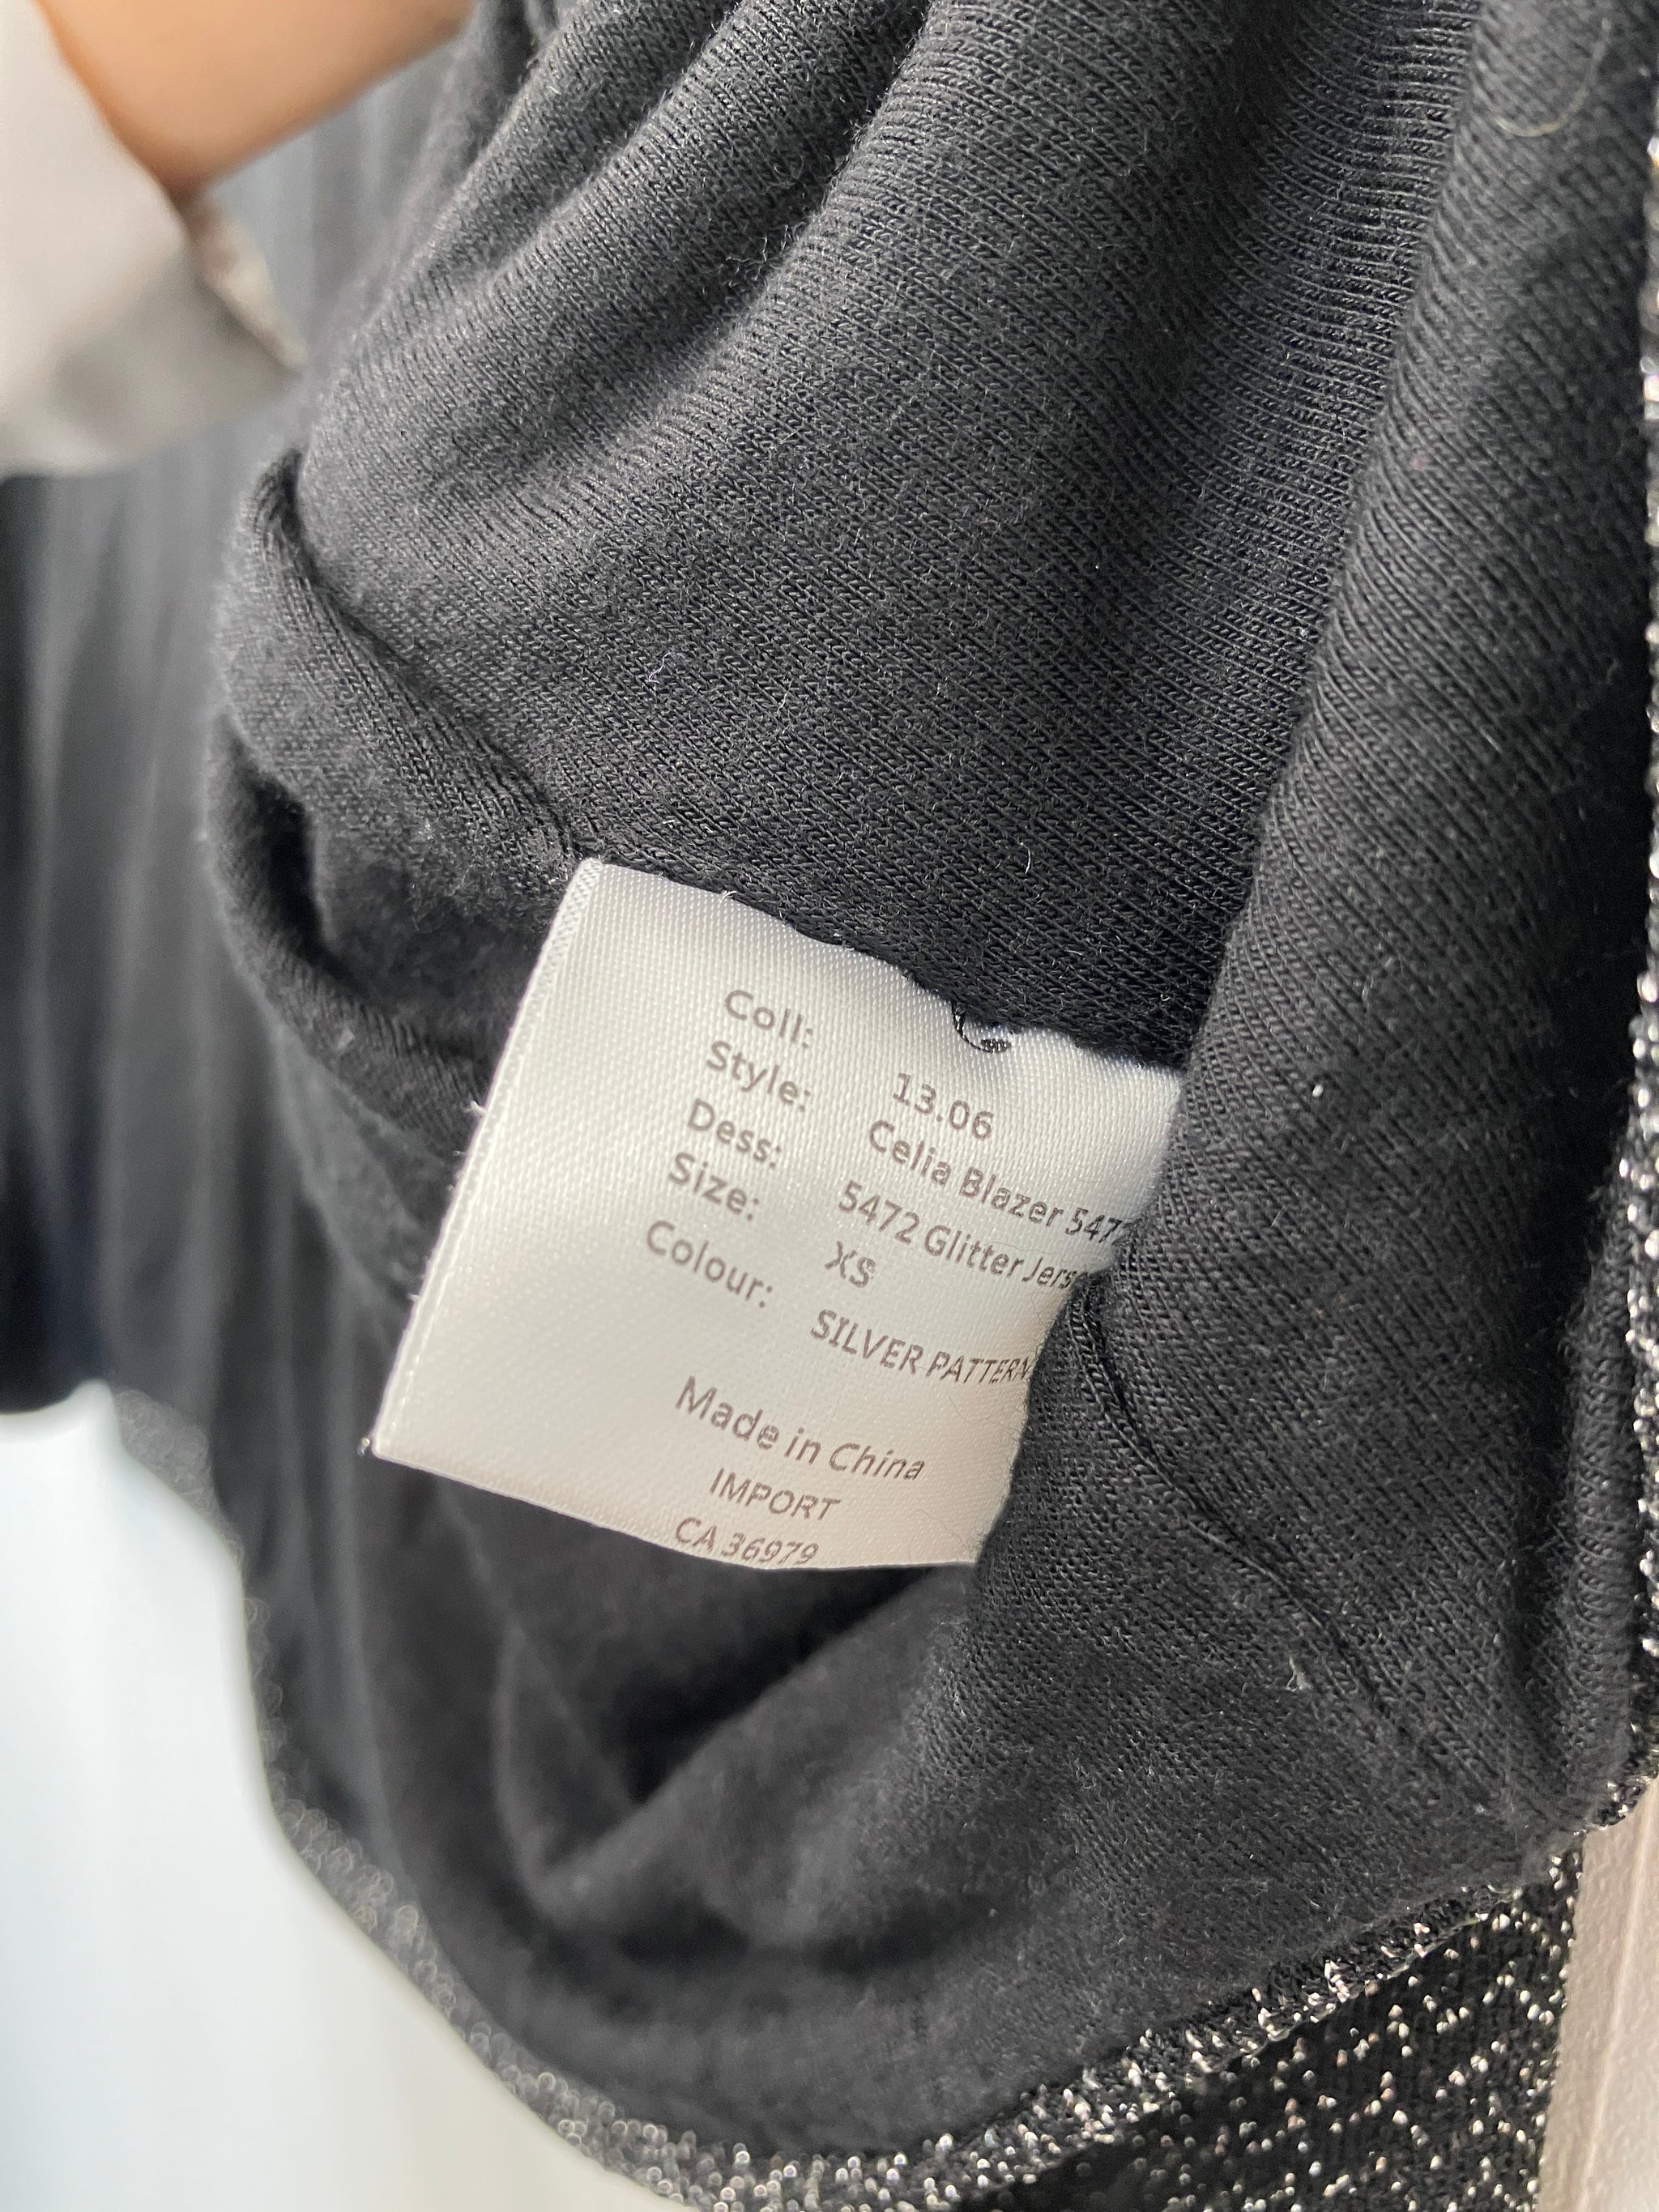 Coll: 13.06
Style: Celia Blazer 547
Dess: 5472 Glitter Jers
Size: XS
Colour: SILVER PATTERN
Made in China
IMPORT
CA 36979